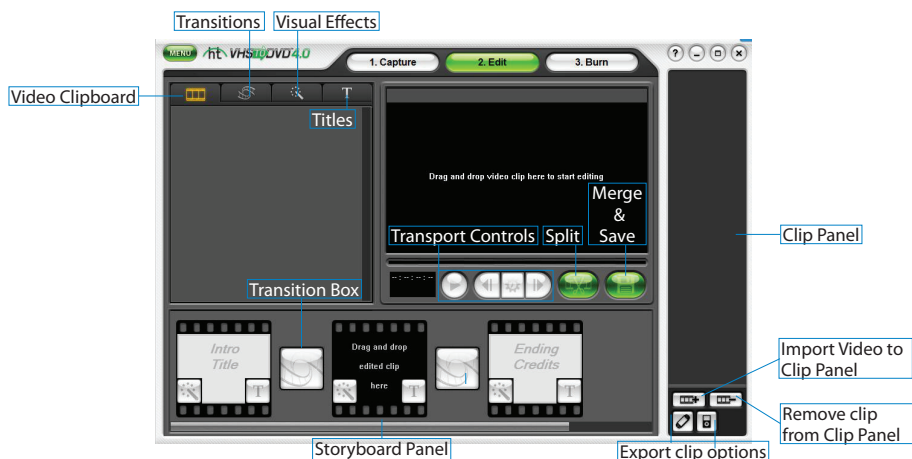 Transitions
Visual Effects
MENU
ht VHS to DVD 4.0
1. Capture
2. Edit
3. Burn
?
Video Clipboard
T
Titles
Drag and drop video clip here to start editing
Merge
&
Save
Transport Controls
Split
Clip Panel
--:--:--:--
Transition Box
Intro
Title
T
Drag and drop
edited clip
here
T
Ending
Credits
T
Import Video to
Clip Panel
Remove clip
from Clip Panel
Storyboard Panel
Export clip options